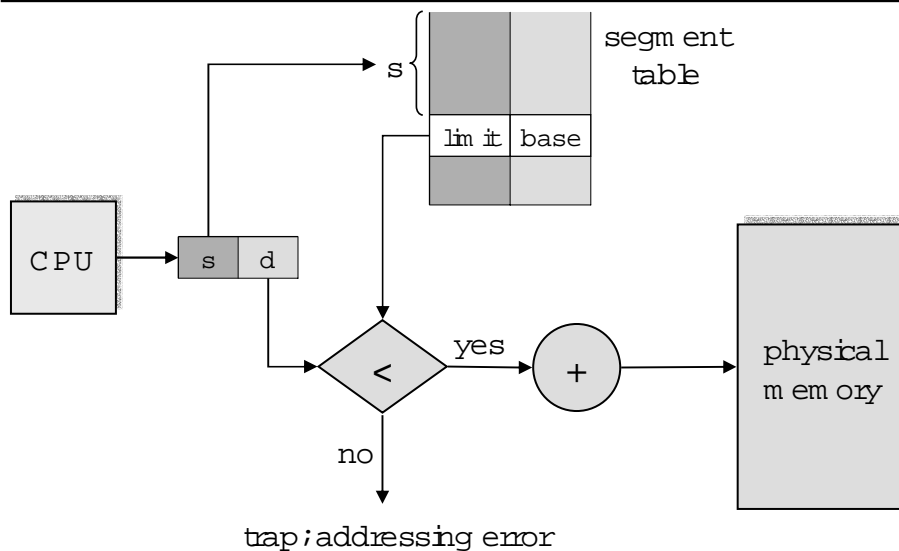 segment
table
s
limit base
CPU
s d
<
yes
+
physical
memory
no
trap; addressing error